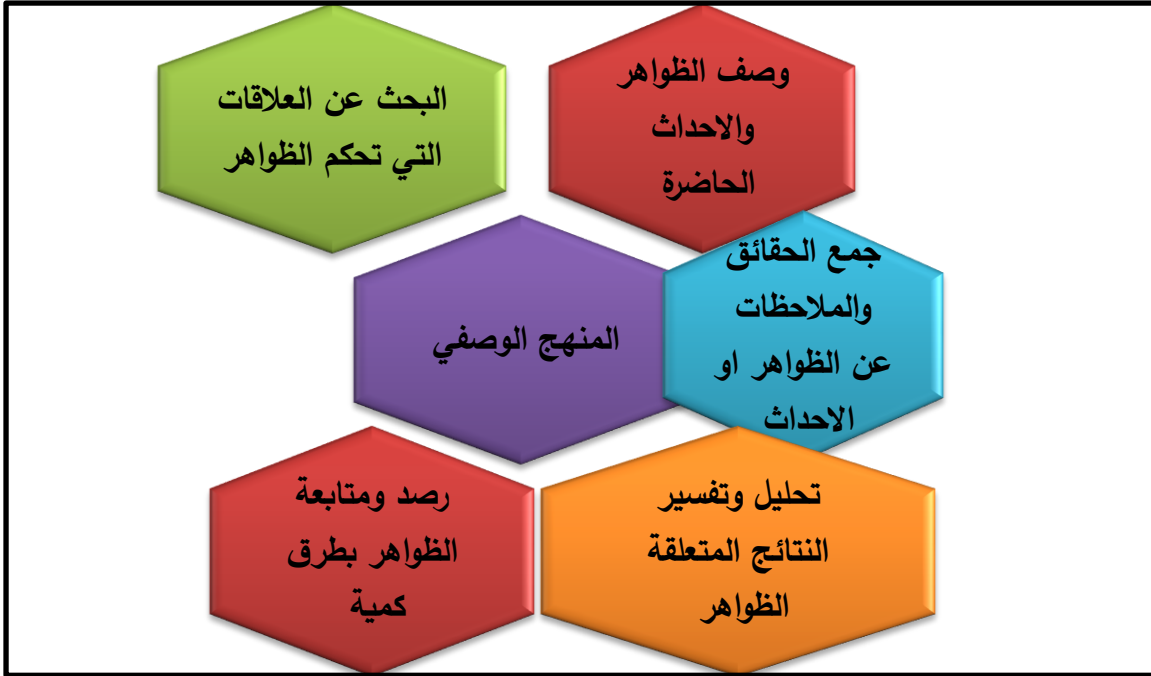 وصف الظواهر
والاحداث
الحاضرة
البحث عن العلاقات
التي تحكم الظواهر
جمع الحقائق
والملاحظات
عن الظواهر او
الاحداث
المنهج الوصفي
تحليل وتفسير
النتائج المتعلقة
الظواهر
رصد ومتابعة
الظواهر بطرق
كمية